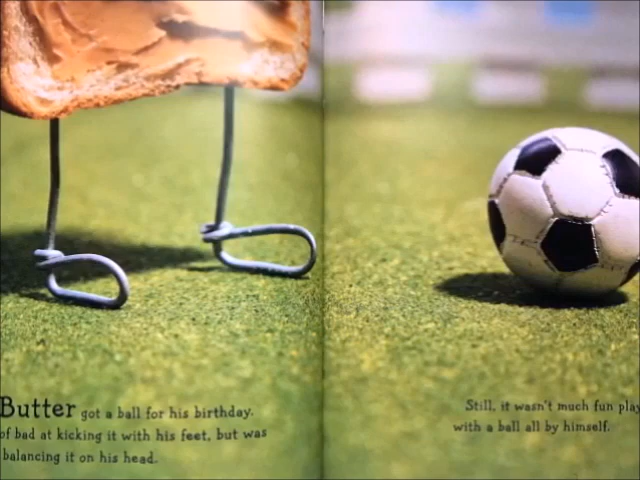 Butter got a ball for his birthday.
of bad at kicking it with his feet, but was
balancing it on his head.
Still, it wasn't much fun play
with a ball all by himself.